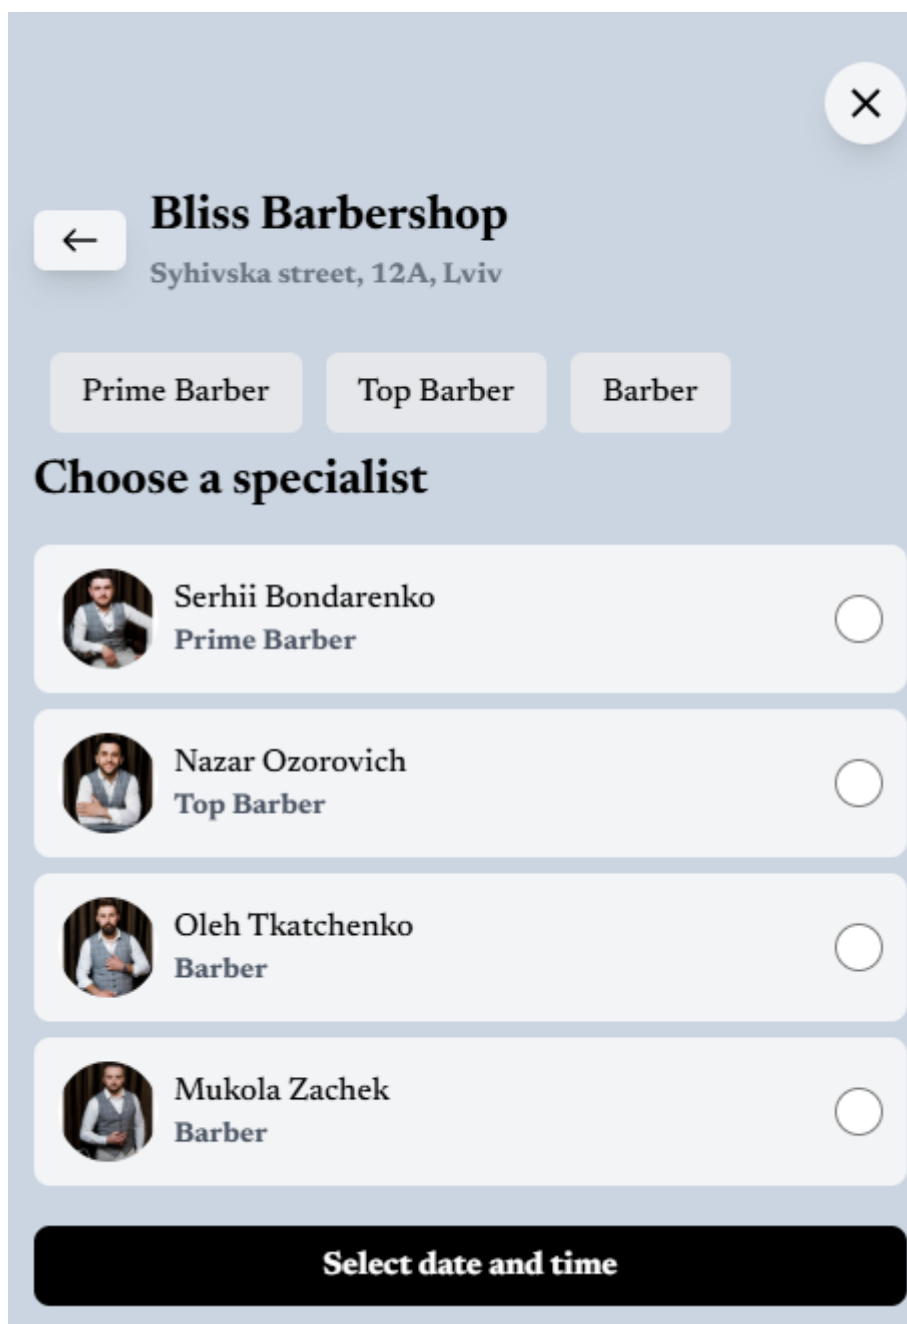 Bliss Barbershop
Syhivska street, 12A, Lviv
Prime Barber Top Barber Barber
Choose a specialist
Serhii Bondarenko
Prime Barber
Nazar Ozorovich
Top Barber
Oleh Tkatchenko
Barber
Mukola Zachek
Barber
Select date and time